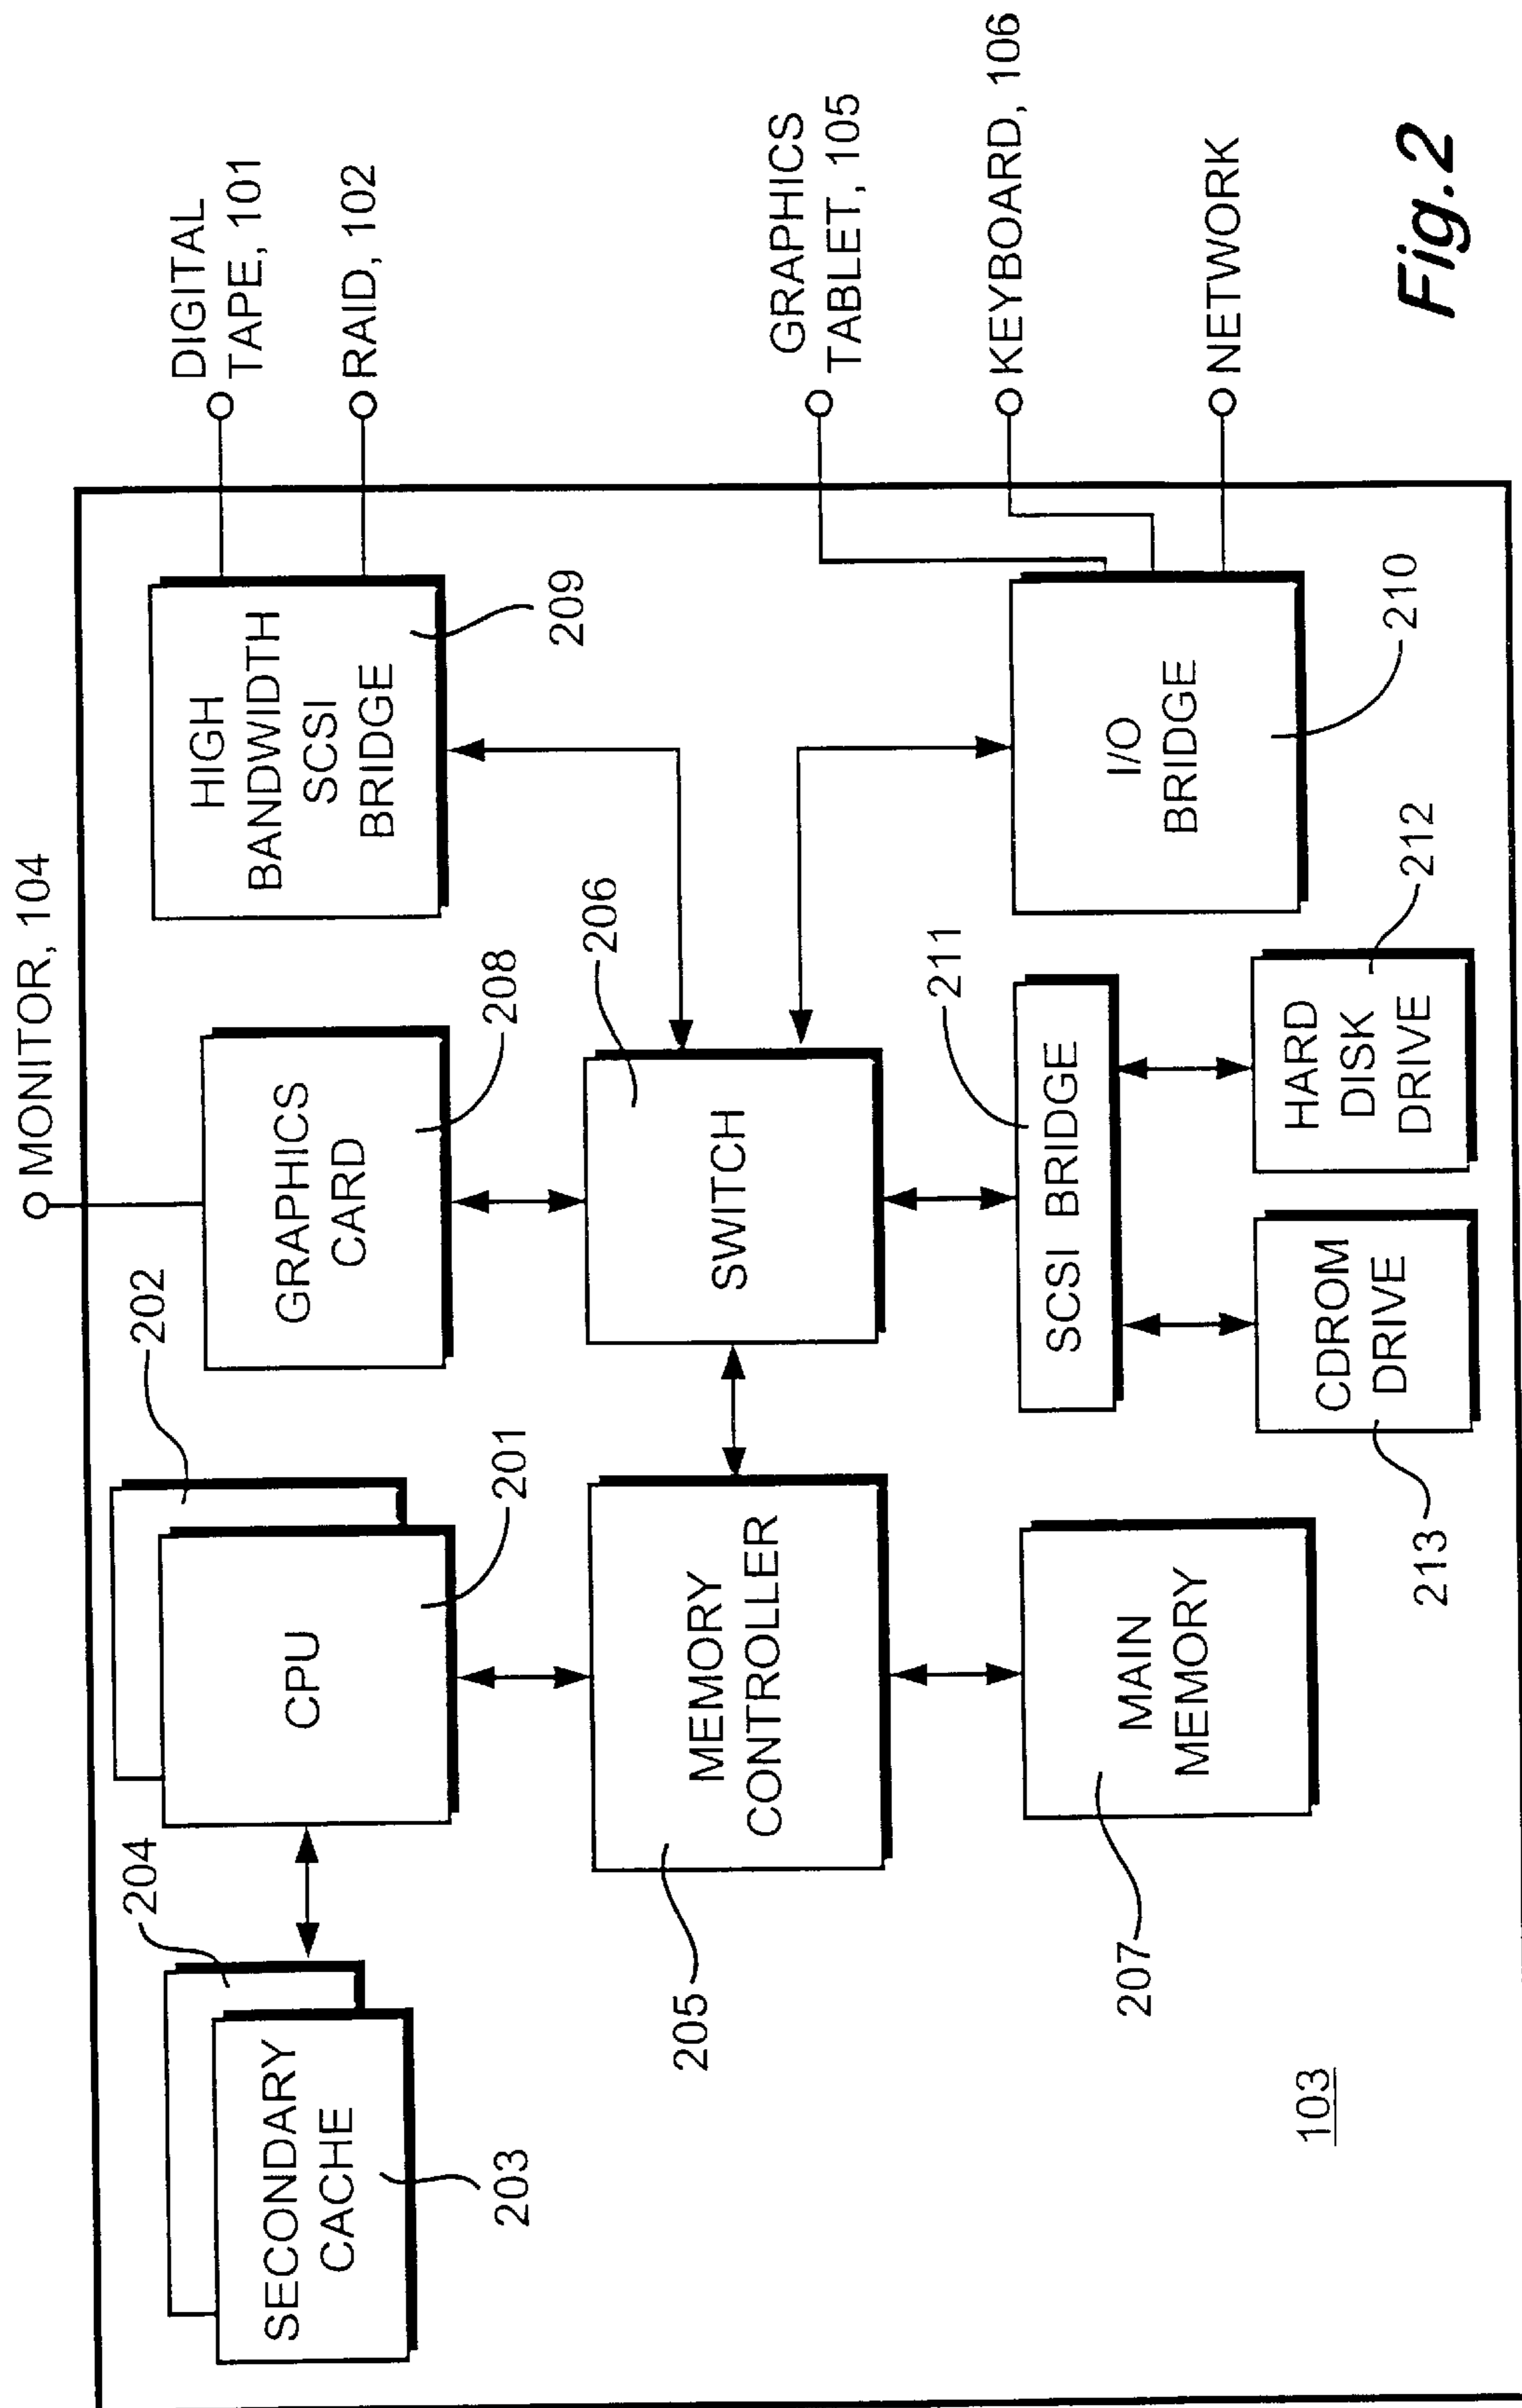 MONITOR, 104
DIGITAL
TAPE, 101
RAID, 102
204
202
SECONDARY
CACHE
203
CPU
201
GRAPHICS
CARD
208
HIGH
BANDWIDTH
SCSI
BRIDGE
209
206
205
MEMORY
CONTROLLER
SWITCH
GRAPHICS
TABLET, 105
KEYBOARD, 106
NETWORK
207
MAIN
MEMORY
211
SCSI BRIDGE
I/O
BRIDGE
210
213
CDROM
DRIVE
HARD
DISK
DRIVE
212
103
Fig.2